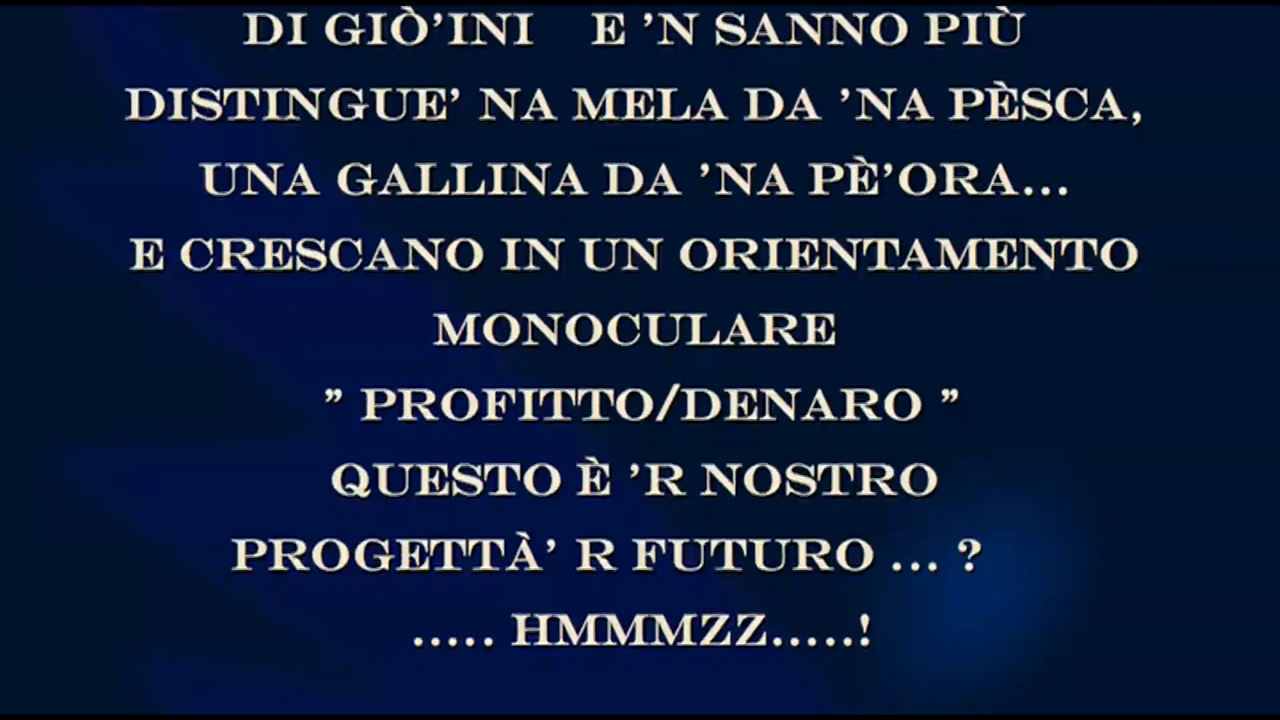 DI GIÒ’INI E ’N SANNO PIÙ
DISTINGUE’ NA MELA DA ’NA PÈSCA,
UNA GALLINA DA ’NA PÈ’ORA...
E CRESCANO IN UN ORIENTAMENTO
MONOCULARE
” PROFITTO/DENARO ”
QUESTO È ’R NOSTRO
PROGETTÀ’ R FUTURO ... ?
..... HMMMZZ.....!